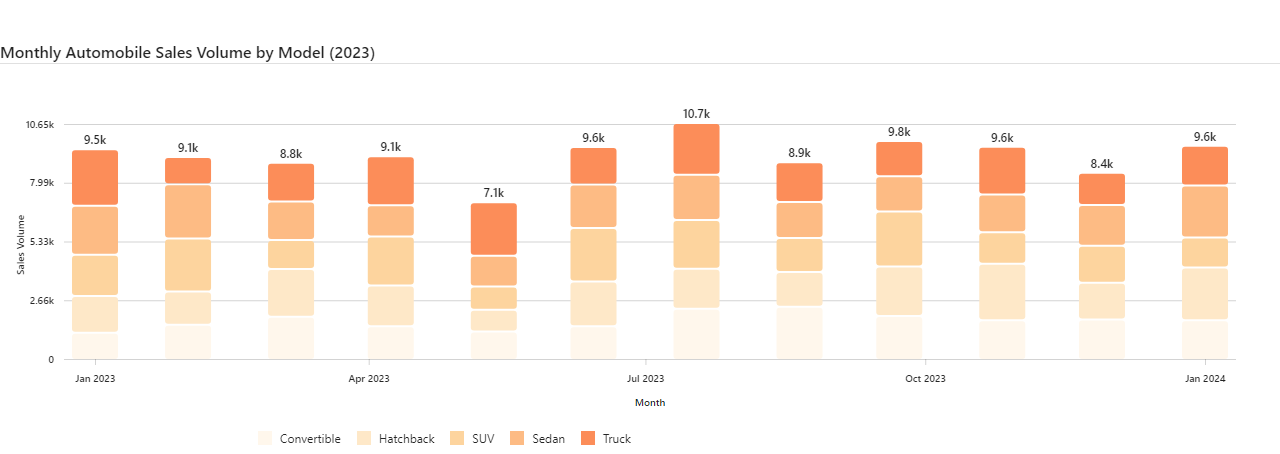 Monthly Automobile Sales Volume by Model (2023)
10.65k
7.99k
5.33k
2.66k
0
Sales Volume
9.5k
9.1k
8.8k
9.1k
7.1k
9.6k
10.7k
8.9k
9.8k
9.6k
8.4k
9.6k
Jan 2023
Apr 2023
Jul 2023
Oct 2023
Jan 2024
Month
Convertible
Hatchback
SUV
Sedan
Truck